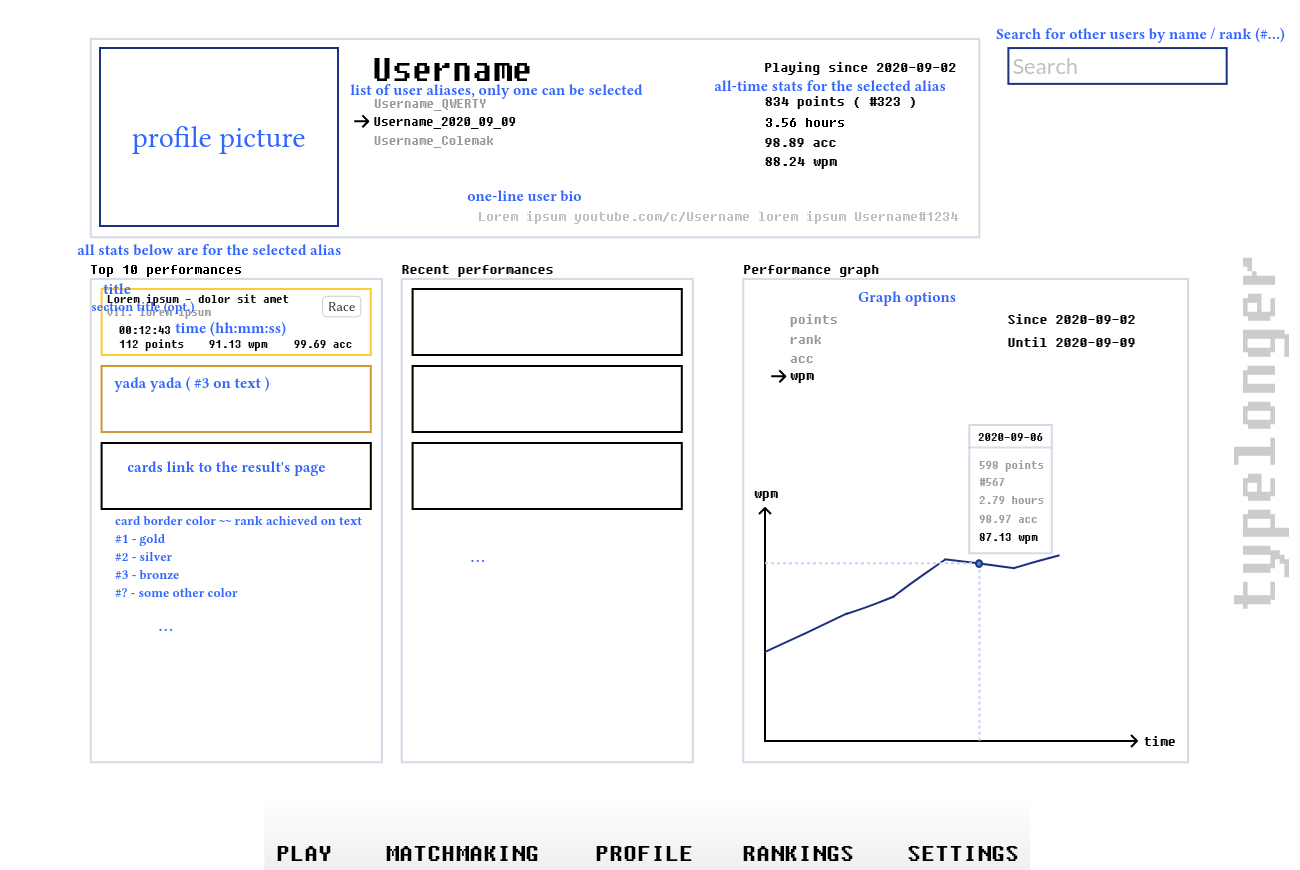 Search for other users by name / rank (#...)
Search
profile picture
Username
list of user aliases, only one can be selected
Username_QWERTY
Username_2020_09_09
Username_Colemak
Playing since 2020-09-02
all-time stats for the selected alias
834 points ( #323 )
3.56 hours
98.89 acc
88.24 wpm
one-line user bio
Lorem ipsum youtube.com/c/Username lorem ipsum Username#1234
all stats below are for the selected alias
Top 10 performances
title
Lorem ipsum - dolor sit amet
section title (opt.)
VII. lorem ipsum
Race
00:12:43 time (hh:mm:ss)
112 points 91.13 wpm 99.69 acc
yada yada ( #3 on text )
cards link to the result's page
card border color ~~ rank achieved on text
#1 - gold
#2 - silver
#3 - bronze
#? - some other color
...
Recent performances
...
Performance graph
Graph options
points
rank
acc
wpm
Since 2020-09-02
Until 2020-09-09
2020-09-06
598 points
#567
2.79 hours
98.97 acc
87.13 wpm
wpm
time
typelonger
PLAY MATCHMAKING PROFILE RANKINGS SETTINGS